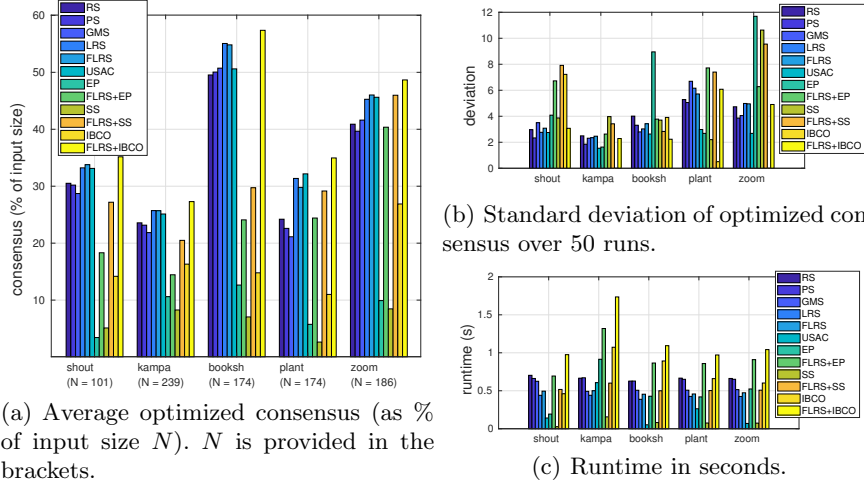 60
50
40
30
20
10
consensus (% of input size)
RS
PS
GMS
LRS
FLRS
USAC
EP
FLRS+EP
SS
FLRS+SS
IBCO
FLRS+IBCO
shout kampa booksh plant zoom
(N = 101) (N = 239) (N = 174) (N = 174) (N = 186)
(a) Average optimized consensus (as %
of input size N). N is provided in the
brackets.
12
10
8
6
4
2
0
deviation
RS
PS
GMS
LRS
FLRS
USAC
EP
FLRS+EP
SS
FLRS+SS
IBCO
FLRS+IBCO
shout kampa booksh plant zoom
(b) Standard deviation of optimized con-
sensus over 50 runs.
2
1.5
1
0.5
0
runtime (s)
RS
PS
GMS
LRS
FLRS
USAC
EP
FLRS+EP
SS
FLRS+SS
IBCO
FLRS+IBCO
shout kampa booksh plant zoom
(c) Runtime in seconds.